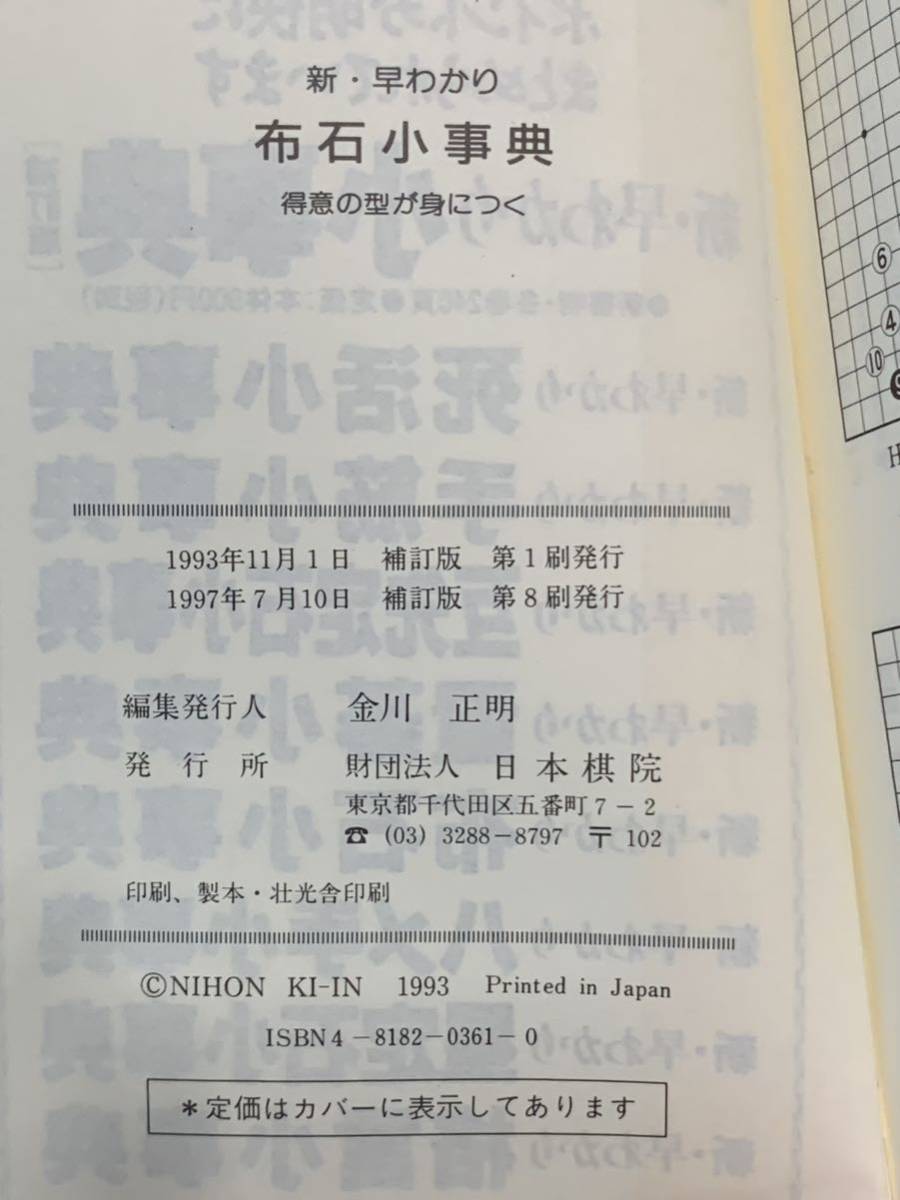 新・早わかり
布石小事典
得意の型が身につく
1993年11月1日 補訂版 第1刷発行
1997年7月10日 補訂版 第8刷発行
編集発行人 金川 正明
発行所 財団法人 日本棋院
東京都千代田区五番町7-2
☎ (03) 3288-8797 〒 102
印刷、製本・壮光舎印刷
©NIHON KI-IN 1993 Printed in Japan
ISBN4-8182-0361-0
*定価はカバーに表示してあります
6
4
10